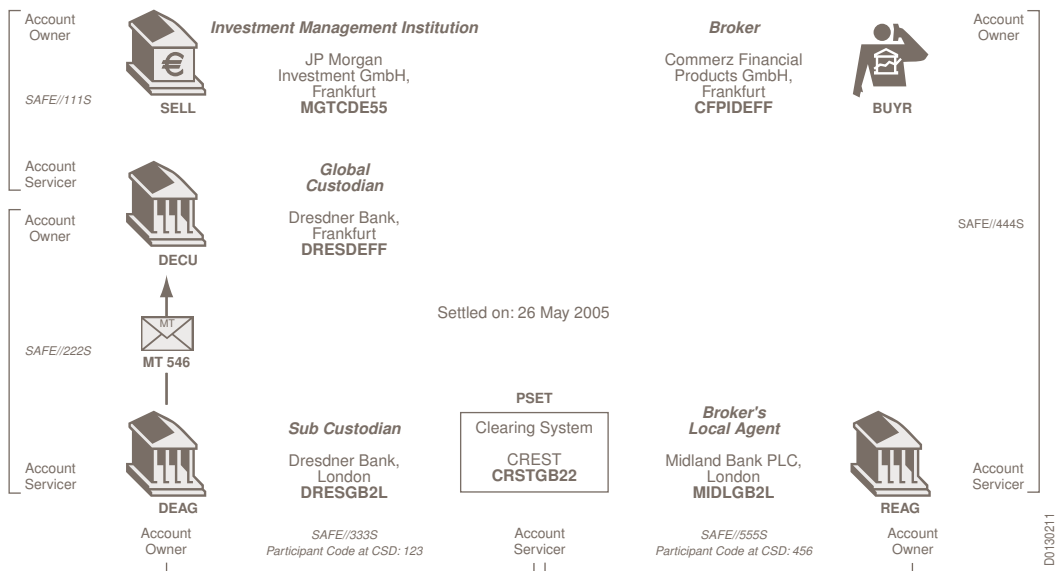 Account
Owner
Investment Management Institution
Broker
Account
Owner
JP Morgan
Investment GmbH,
Frankfurt
MGTCDE55
Commerz Financial
Products GmbH,
Frankfurt
CFPIDEFF
€
SAFE//111S
SELL
BUYR
Account
Servicer
Global
Custodian
Account
Owner
Dresdner Bank,
Frankfurt
DRESDEFF
SAFE//444S
DECU
Settled on: 26 May 2005
MT
SAFE//222S
MT 546
PSET
Sub Custodian
Clearing System
Broker's
Local Agent
Dresdner Bank,
London
DRESGB2L
CREST
CRSTGB22
Midland Bank PLC,
London
MIDLGB2L
Account
Servicer
Account
Servicer
DEAG
REAG
Account
Owner
SAFE//333S
Participant Code at CSD: 123
Account
Servicer
SAFE//555S
Participant Code at CSD: 456
Account
Owner
D0130211